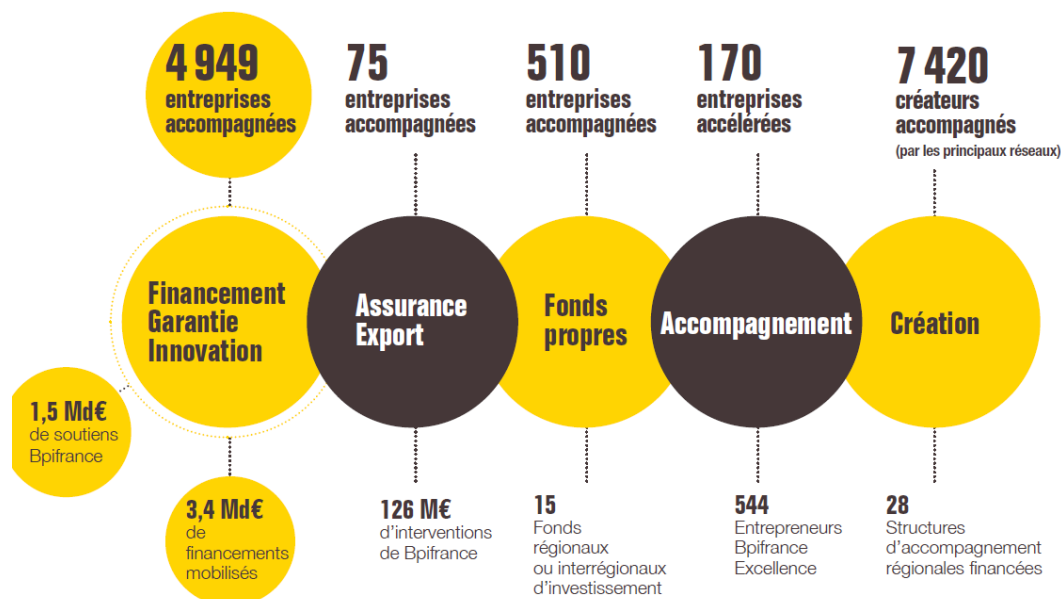 4 949
entreprises
accompagnées
75
entreprises
accompagnées
510
entreprises
accompagnées
170
entreprises
accélérées
7 420
créateurs
accompagnés
(par les principaux réseaux)
Financement
Garantie
Innovation
Assurance
Export
Fonds
propres
Accompagnement
Création
1,5 Md€
de soutiens
Bpifrance
3,4 Md€
de
financements
mobilisés
126 M€
d'interventions
de Bpifrance
15
Fonds
régionaux
ou interrégionaux
d'investissement
544
Entrepreneurs
Bpifrance
Excellence
28
Structures
d'accompagnement
régionales financées